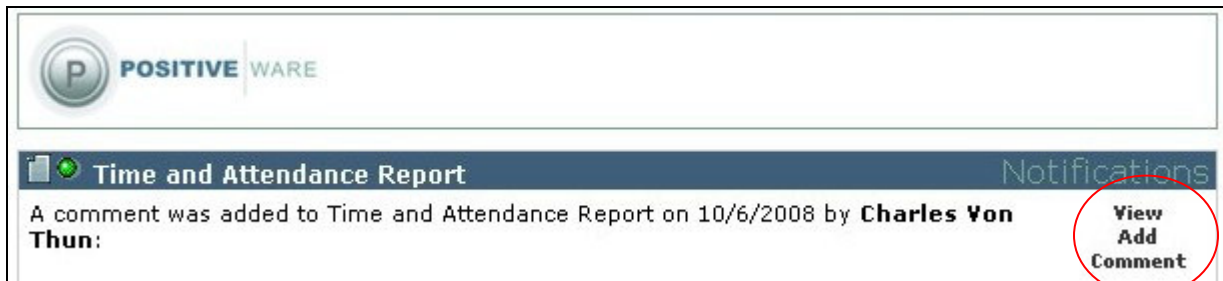 P
POSITIVE WARE
Time and Attendance Report
Notifications
A comment was added to Time and Attendance Report on 10/6/2008 by Charles Von
Thun:
View
Add
Comment